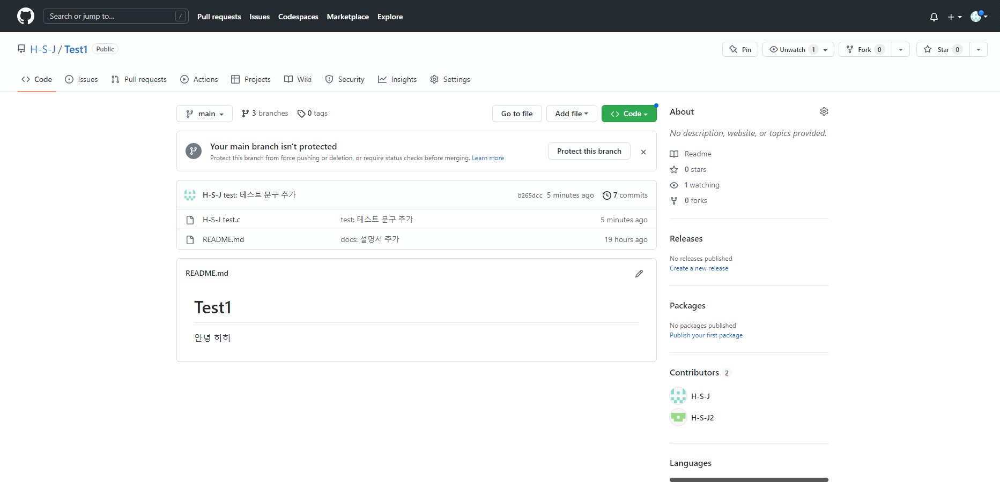 Search or jump to... / Pull requests Issues Codespaces Marketplace Explore
H-S-J / Test1 Public Pin Unwatch 1 Fork 0 Star 0
Code Issues Pull requests Actions Projects Wiki Security Insights Settings
main 3 branches 0 tags Go to file Add file Code
Your main branch isn't protected
Protect this branch from force pushing or deletion, or require status checks before merging. Learn more
Protect this branch
H-S-J test: 테스트 문구 추가 b265dcc 5 minutes ago 7 commits
H-S-J test.c test: 테스트 문구 추가 5 minutes ago
README.md docs: 설명서 추가 19 hours ago
README.md
Test1
안녕 히히
About
No description, website, or topics provided.
Readme
0 stars
1 watching
0 forks
Releases
No releases published
Create a new release
Packages
No packages published
Publish your first package
Contributors 2
H-S-J
H-S-J2
Languages